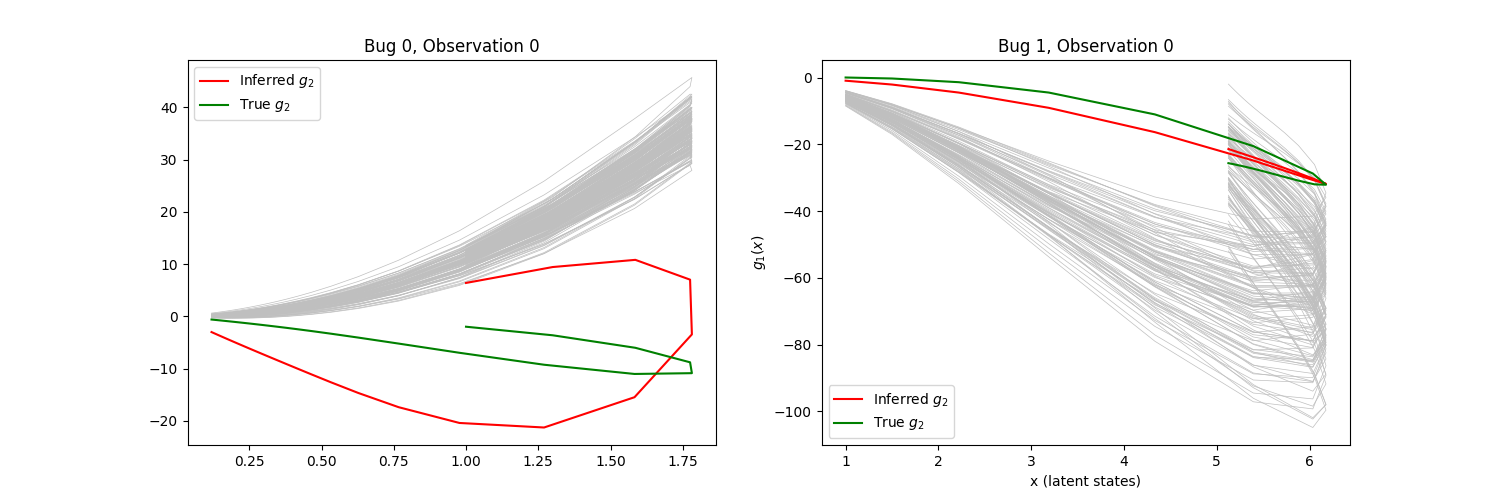 Bug 0, Observation 0
Inferred g₂
True g₂
40
30
20
10
0
−10
−20
0.25 0.50 0.75 1.00 1.25 1.50 1.75
Bug 1, Observation 0
g₁(x)
0
−20
−40
−60
−80
−100
Inferred g₂
True g₂
1 2 3 4 5 6
x (latent states)